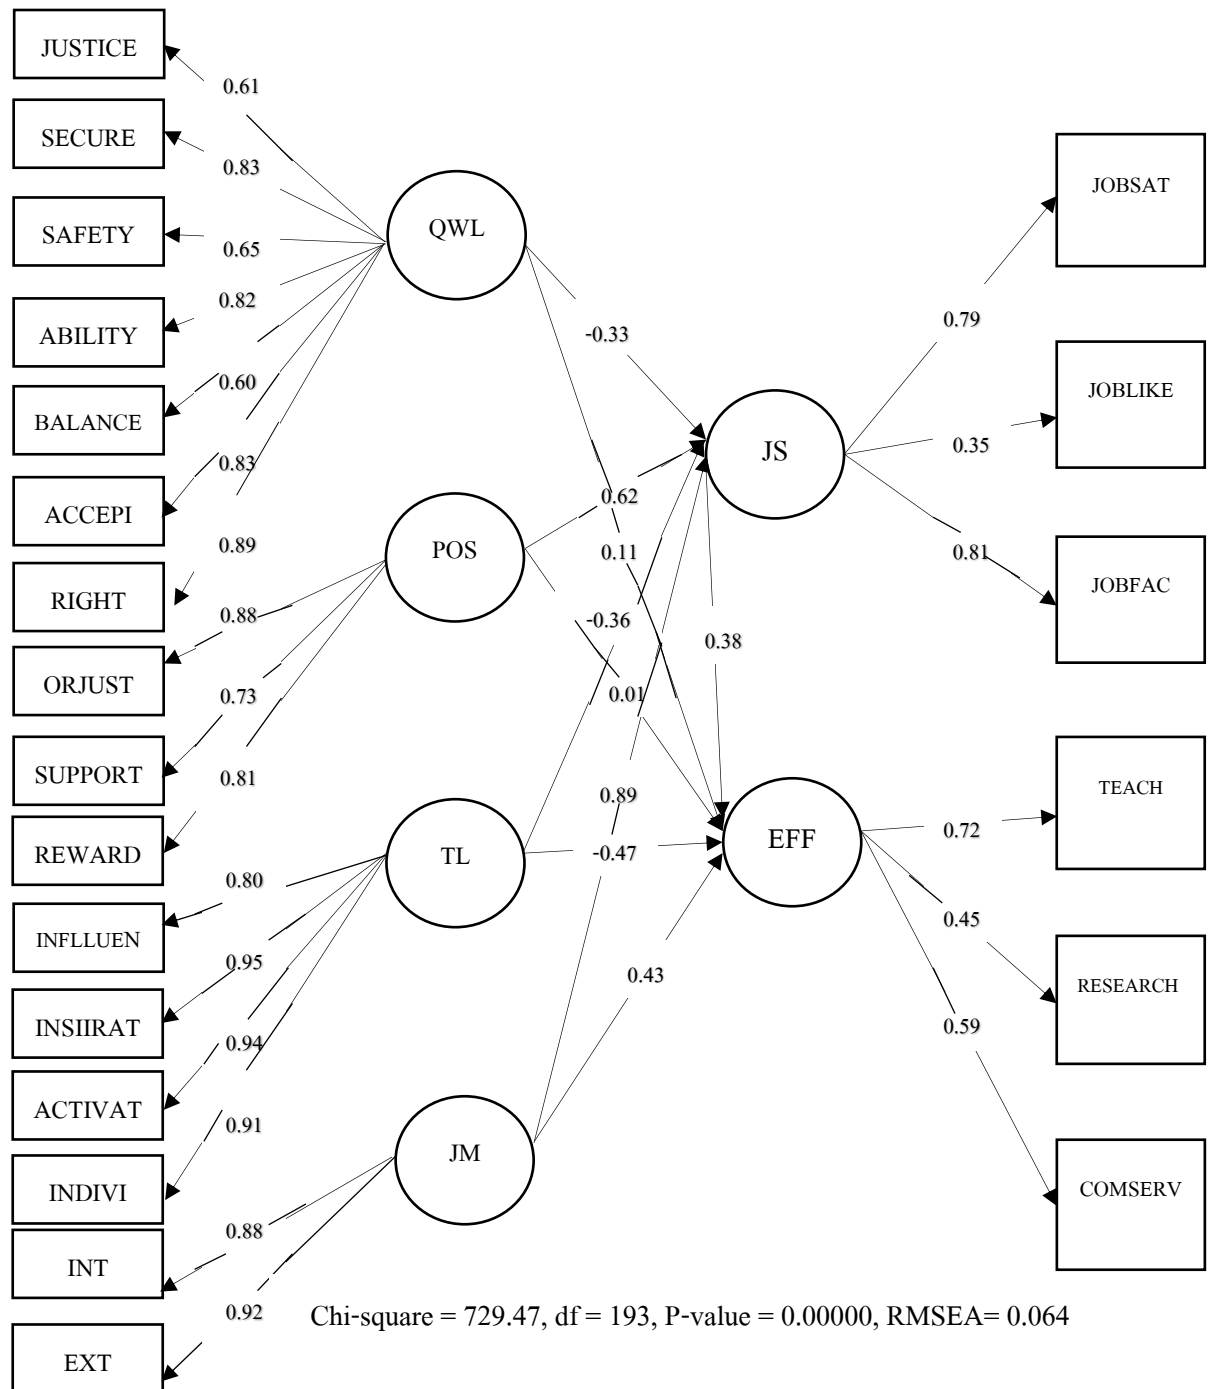 JUSTICE
SECURE
SAFETY
ABILITY
BALANCE
ACCEPI
RIGHT
ORJUST
SUPPORT
REWARD
INFLLUEN
INSIIRAT
ACTIVAT
INDIVI
INT
EXT
0.61
0.83
0.65
0.82
0.60
0.83
0.89
0.88
0.73
0.81
0.80
0.95
0.94
0.91
0.88
0.92
QWL
POS
TL
JM
-0.33
0.62
0.11
-0.36
0.01
0.38
0.89
-0.47
0.43
JS
EFF
0.79
0.35
0.81
0.72
0.45
0.59
JOBSAT
JOBLIKE
JOBFAC
TEACH
RESEARCH
COMSERV
Chi-square = 729.47, df = 193, P-value = 0.00000, RMSEA= 0.064